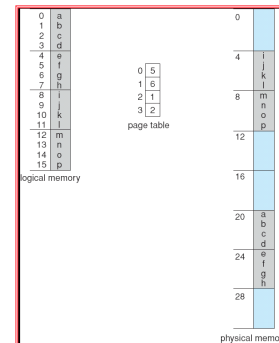 0 a
1 b
2 c
3 d
4 e
5 f
6 g
7 h
8 i
9 j
10 k
11 l
12 m
13 n
14 o
15 p
logical memory
0 5
1 6
2 1
3 2
page table
0
4 i
j
k
l
8 m
n
o
p
12
16
20 a
b
c
d
24 e
f
g
h
28
physical memo